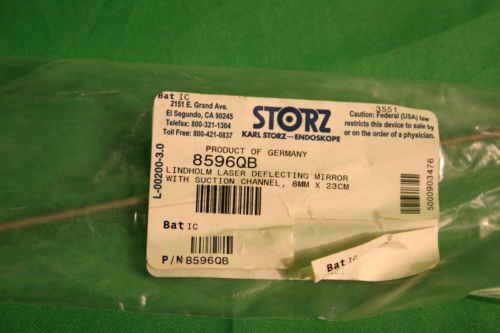 Bat IC
2151 E. Grand Ave.
El Segundo, CA 90245
Telefax: 800-321-1304
Toll Free: 800-421-0837
STORZ
KARL STORZ—ENDOSKOPE
3551
Caution: Federal (USA) law
restricts this device to sale by
or on the order of a physician.
L-00200-3.0
PRODUCT OF GERMANY
8596QB
LINDHOLM LASER DEFLECTING MIRROR
WITH SUCTION CHANNEL, 8MM X 23CM
5000903476
Bat IC
P/N 8596QB
Bat IC